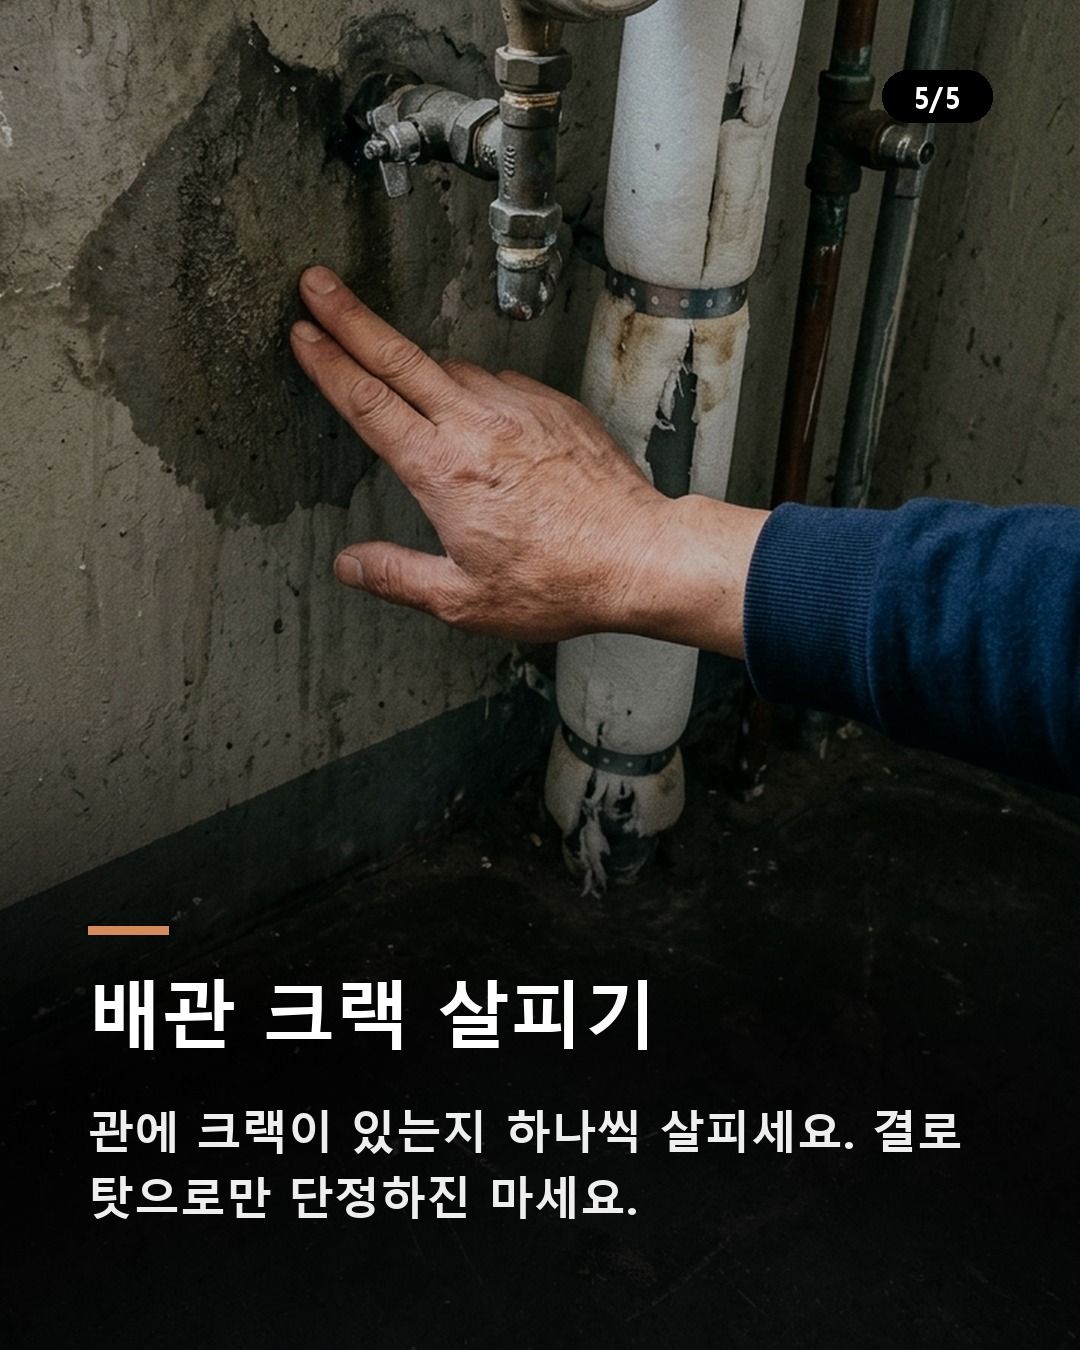 5/5
배관 크랙 살피기
관에 크랙이 있는지 하나씩 살피세요. 결로
탓으로만 단정하진 마세요.